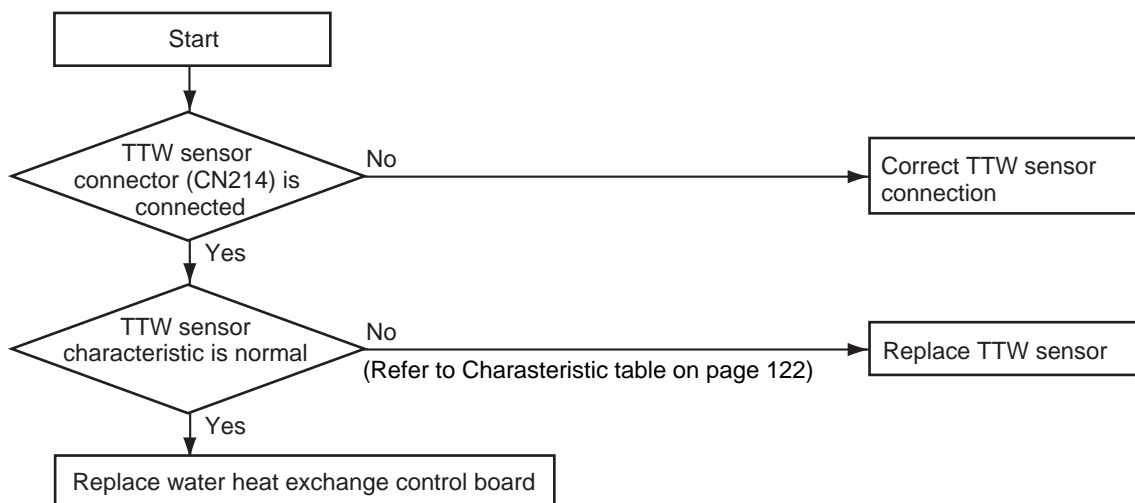 Start
TTW sensor
connector (CN214) is
connected
No
Correct TTW sensor
connection
Yes
TTW sensor
characteristic is normal
No
(Refer to Charasteristic table on page 122)
Replace TTW sensor
Yes
Replace water heat exchange control board